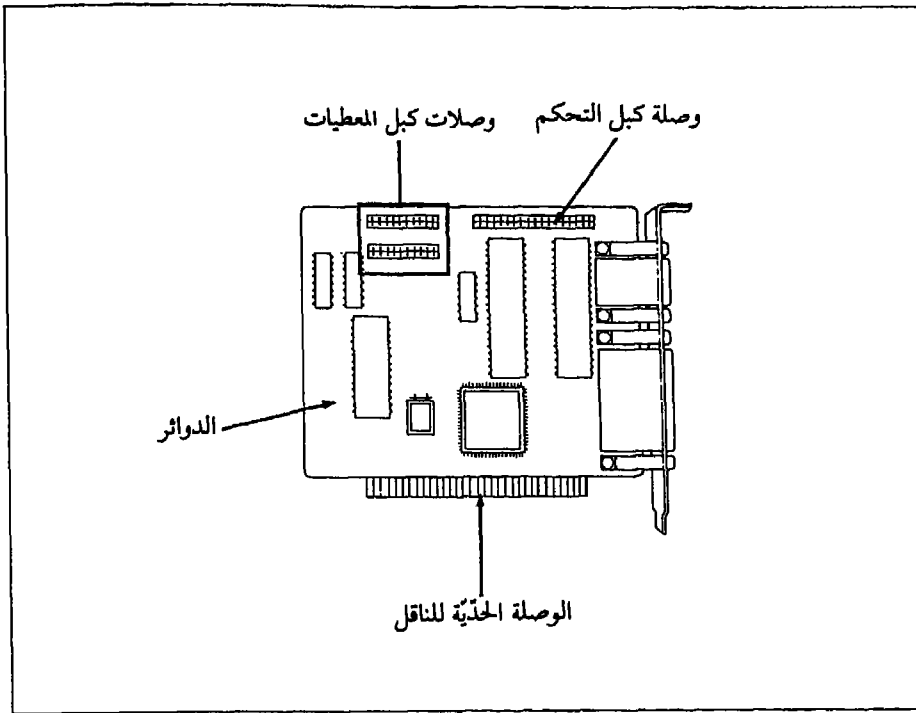 وصلة كبل التحكم
وصلات كبل المعطيات
الدوائر
الوصلة الحدّيّة للناقل